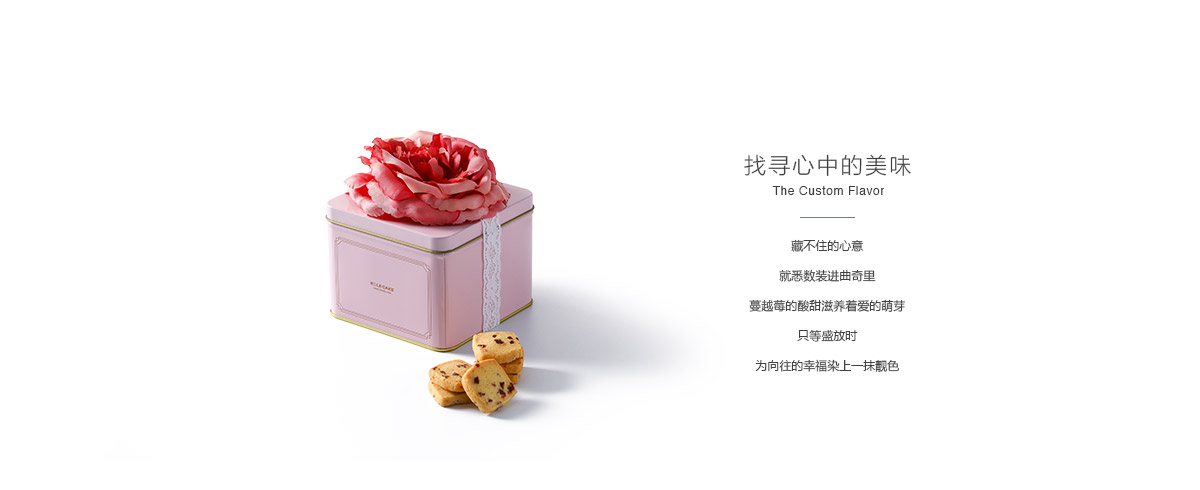 找寻心中的美味
The Custom Flavor
藏不住的心意
就悉数装进曲奇里
蔓越莓的酸甜滋养着爱的萌芽
只等盛放时
为向往的幸福染上一抹靓色